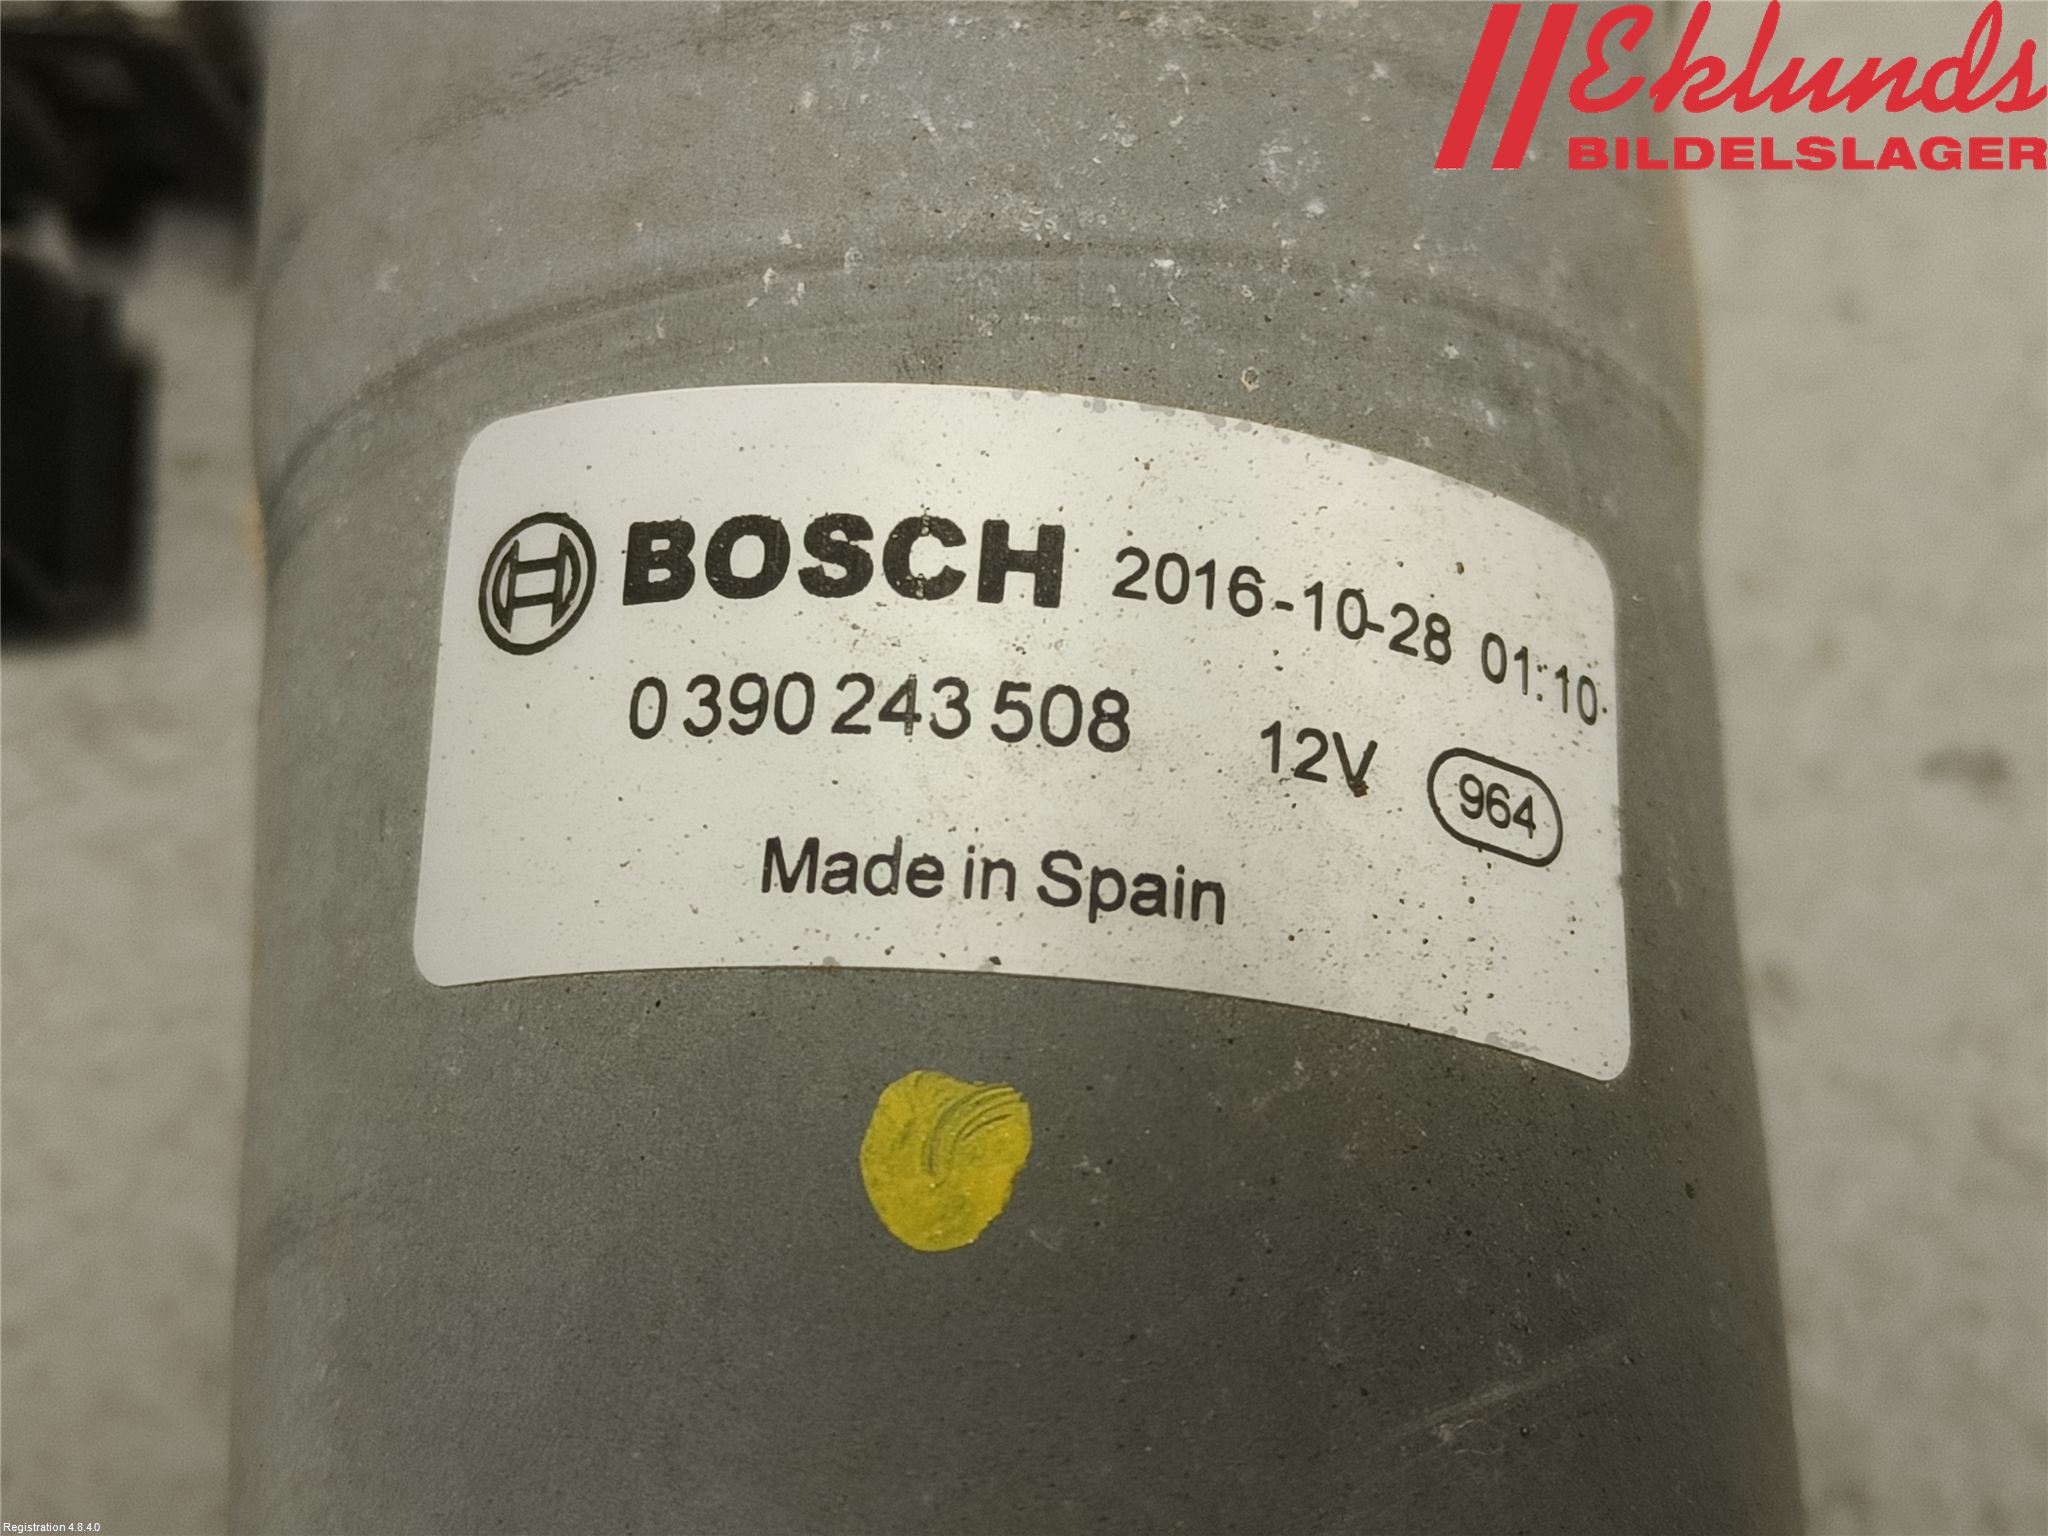 Eklunds
BILDELSLAGER
BOSCH 2016-10-28 01:10
0 390 243 508 12V 964
Made in Spain
Registration 4.8.4.0